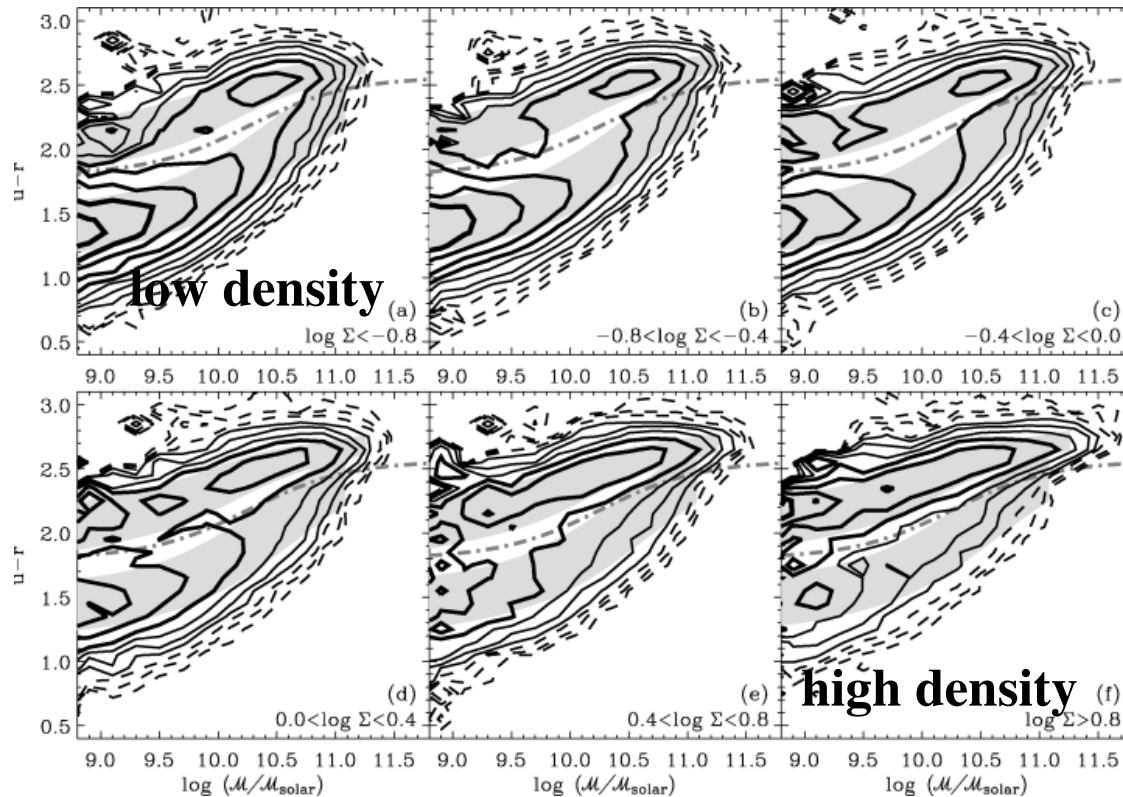 3.0
2.5
2.0
1.5
1.0
0.5
u−r
low density
(a)
log Σ<−0.8
(b)
−0.8<log Σ<−0.4
(c)
−0.4<log Σ<0.0
9.0 9.5 10.0 10.5 11.0 11.5
9.0 9.5 10.0 10.5 11.0 11.5
9.0 9.5 10.0 10.5 11.0 11.5
3.0
2.5
2.0
1.5
1.0
0.5
u−r
(d)
0.0<log Σ<0.4
(e)
0.4<log Σ<0.8
high density
(f)
log Σ>0.8
9.0 9.5 10.0 10.5 11.0 11.5
9.0 9.5 10.0 10.5 11.0 11.5
9.0 9.5 10.0 10.5 11.0 11.5
log (ℳ/ℳsolar)
log (ℳ/ℳsolar)
log (ℳ/ℳsolar)